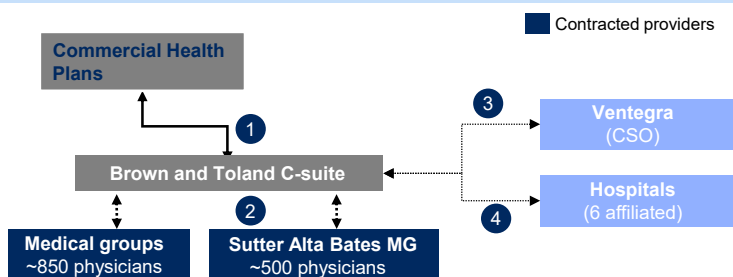 Contracted providers
Commercial Health
Plans
1
3
Ventegra
(CSO)
Brown and Toland C-suite
2
4
Hospitals
(6 affiliated)
Medical groups
~850 physicians
Sutter Alta Bates MG
~500 physicians